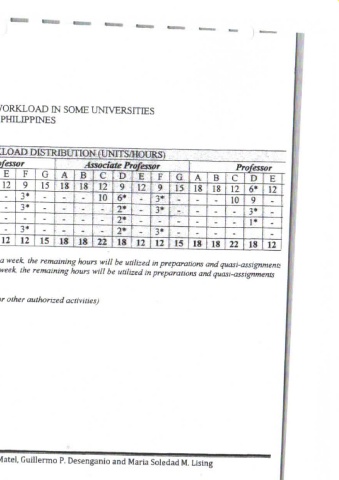 WORKLOAD IN SOME UNIVERSITIES
PHILIPPINES
LOAD DISTRIBUTION (UNITS/HOURS)
ofessor Associate Professor Professor
E F G A B C D E F G A B C D E
12 9 15 18 18 12 9 12 9 15 18 18 12 6* 12
- 3* - - - 10 6* - 3* - - - 10 9 -
- 3* - - - - 2* - 3* - - - - 3* -
- - - - - - 2* - - - - - - 1* -
- 3* - - - - 2* - 3* - - - - - -
12 12 15 18 18 22 18 12 12 15 18 18 22 18 12
a week, the remaining hours will be utilized in preparations and quasi-assignments
week, the remaining hours will be utilized in preparations and quasi-assignments
or other authorized activities)
Matel, Guillermo P. Desenganio and Maria Soledad M. Lising